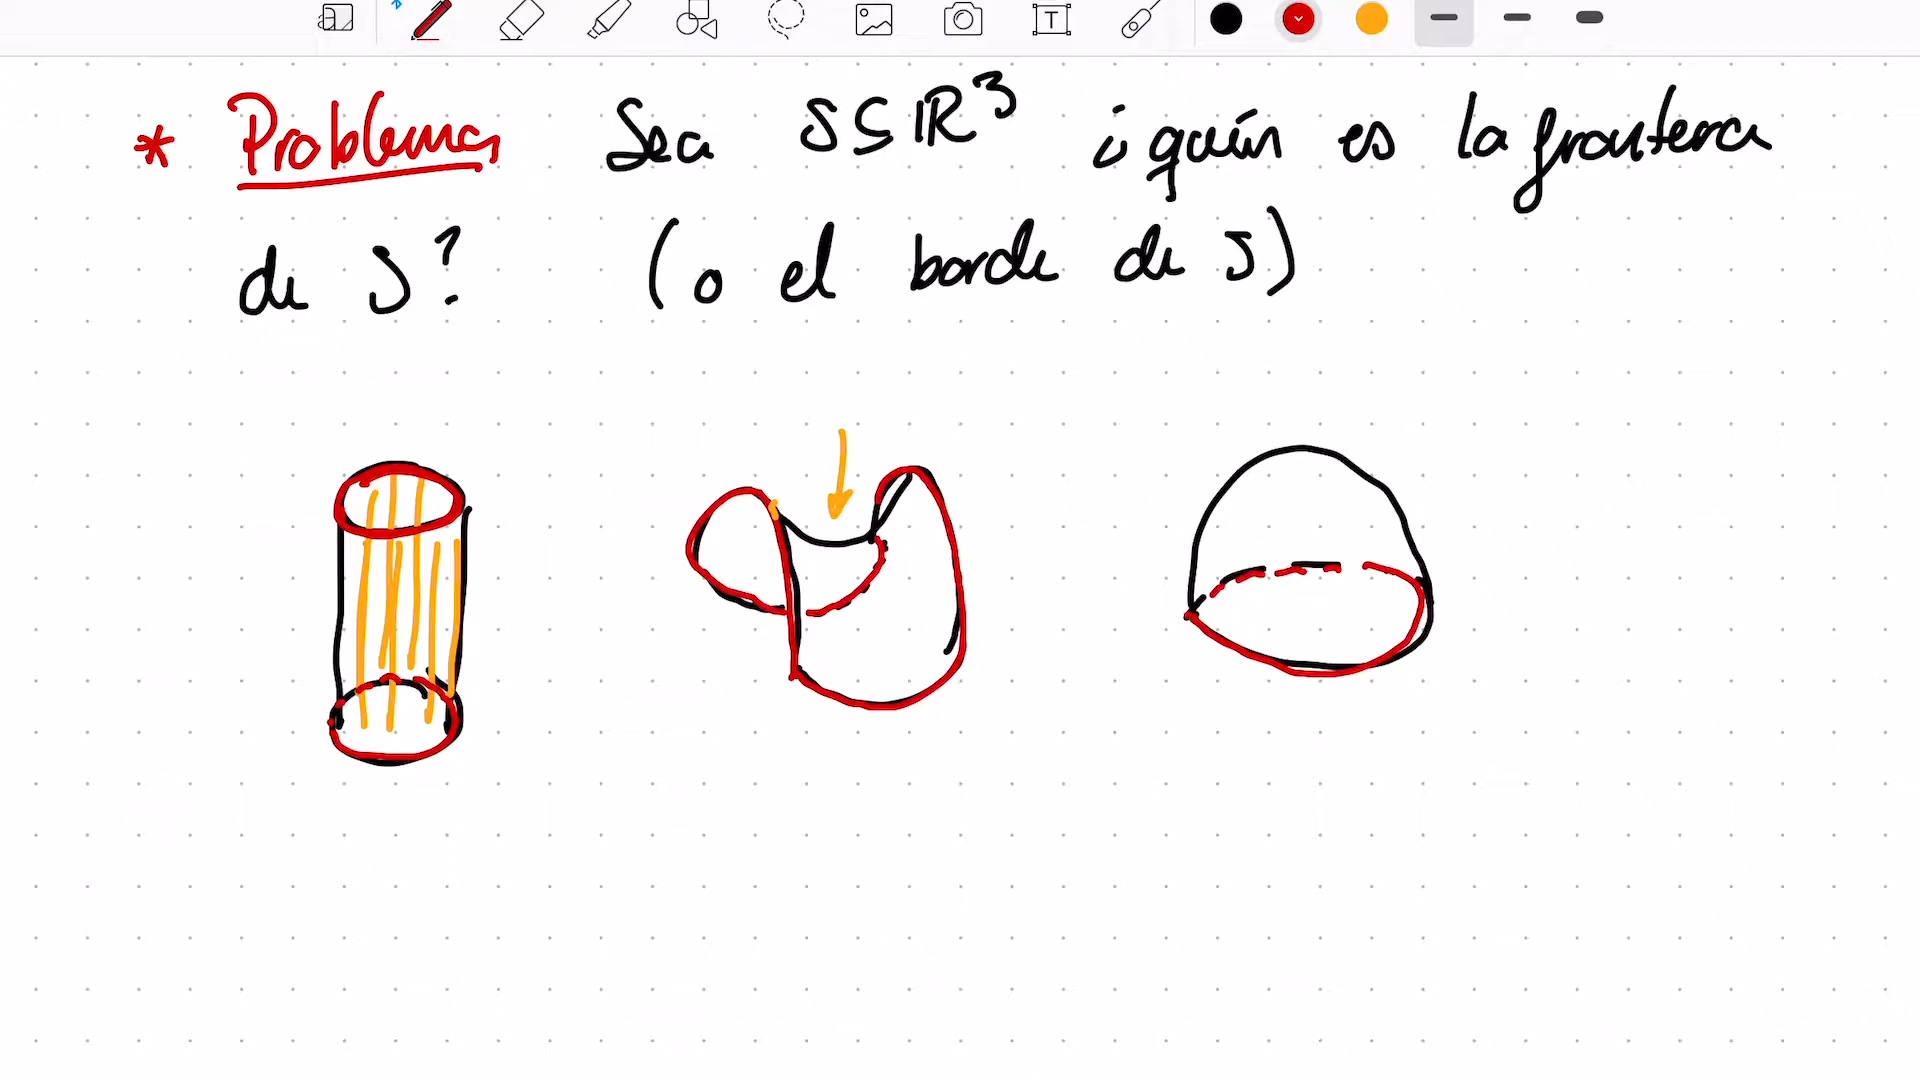 * Problema Sea S ⊆ ℝ³ ¿quién es la frontera
de S? (o el borde de S)